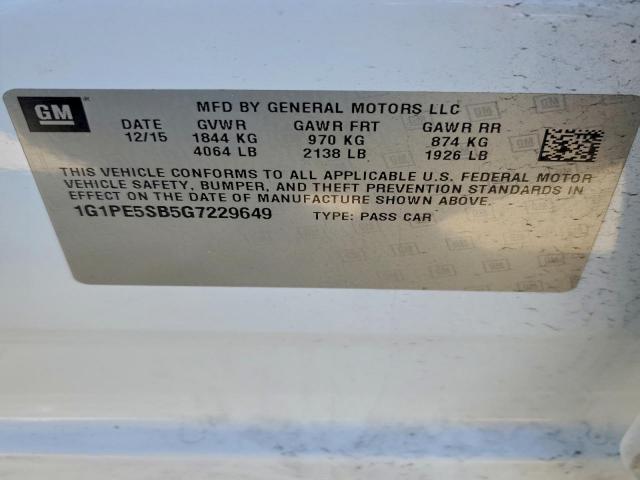 GM
MFD BY GENERAL MOTORS LLC
DATE GVWR GAWR FRT GAWR RR
12/15 1844 KG 970 KG 874 KG
4064 LB 2138 LB 1926 LB
THIS VEHICLE CONFORMS TO ALL APPLICABLE U.S. FEDERAL MOTOR
VEHICLE SAFETY, BUMPER, AND THEFT PREVENTION STANDARDS IN
EFFECT ON THE DATE OF MANUFACTURE SHOWN ABOVE.
1G1PE5SB5G7229649 TYPE: PASS CAR